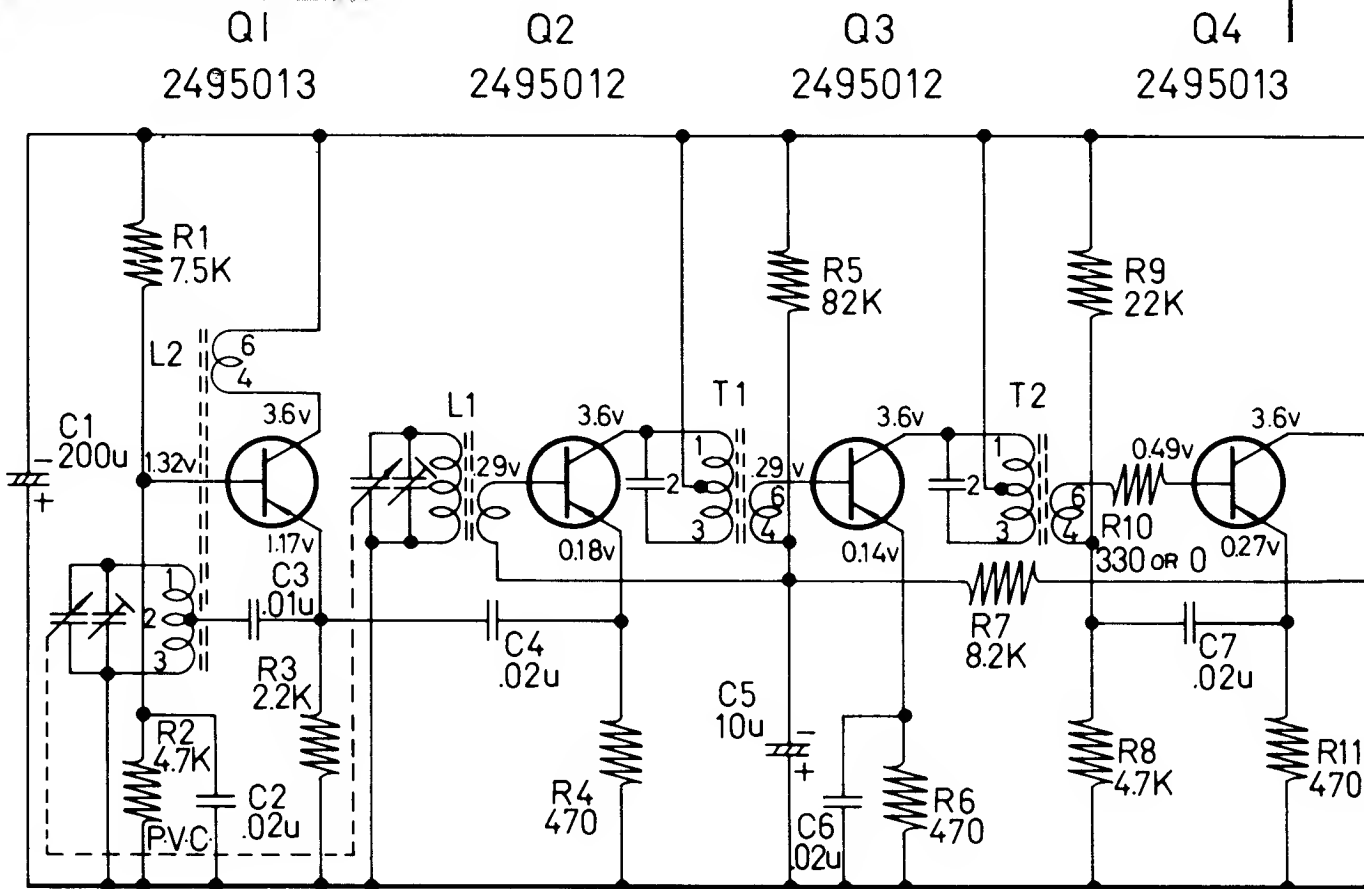 Q1 Q2 Q3 Q4
2495013 2495012 2495012 2495013
R1
7.5K
R5
82K
R9
22K
L2
6
4
3.6v
L1
3.6v
T1
3.6v
T2
3.6v
C1
200u
-
+
1.32v
.29v
1
2
3
.29v
6
4
1
2
3
6
4
0.49v
R10
330 OR 0
1.17v
0.18v
0.14v
0.27v
1
2
3
C3
.01u
C4
.02u
R7
8.2K
C7
.02u
R3
2.2K
C5
10u
-
+
R2
4.7K
C2
.02u
P.V.C.
R4
470
C6
.02u
R6
470
R8
4.7K
R11
470